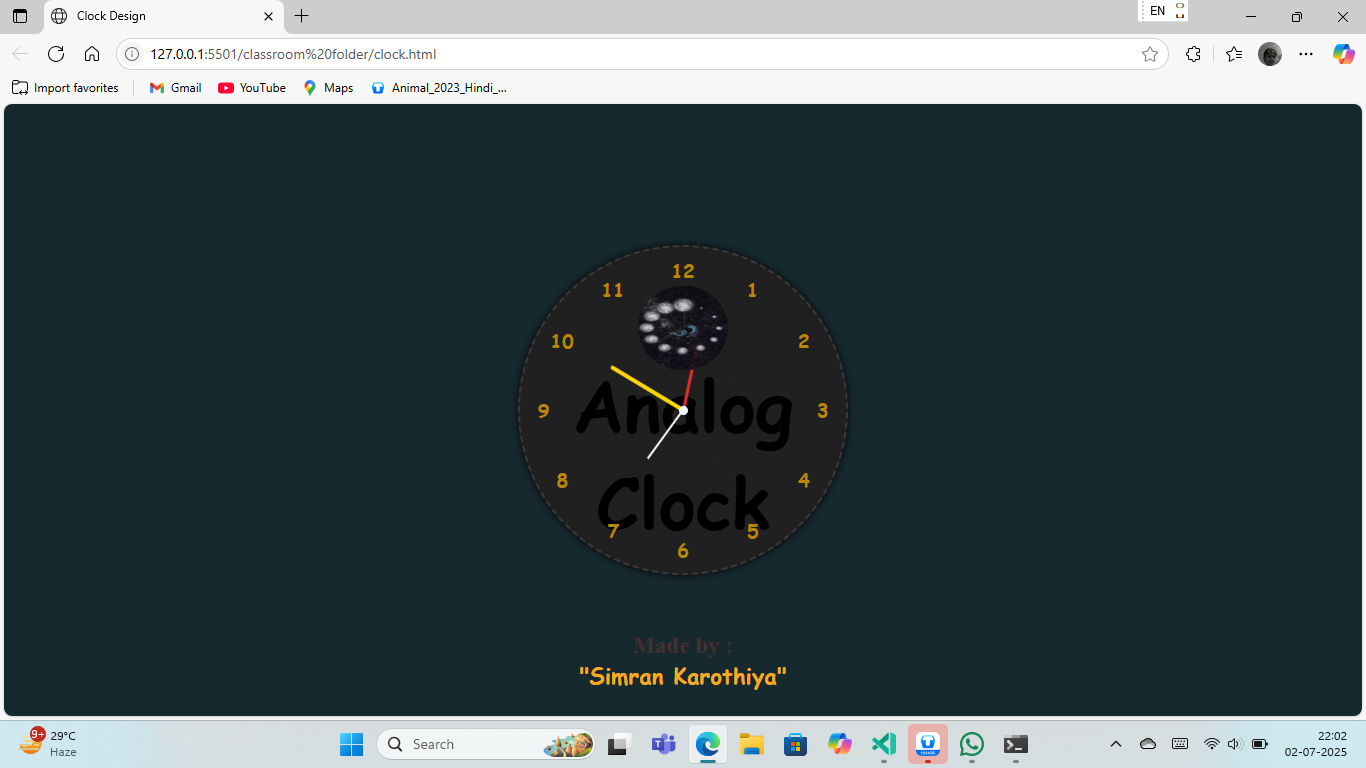 Clock Design
EN
127.0.0.1:5501/classroom%20folder/clock.html
Import favorites
Gmail
YouTube
Maps
Animal_2023_Hindi_...
12
11
1
10
2
9
3
8
4
7
5
6
Analog
Clock
Made by :
"Simran Karothiya"
9+
29°C
Haze
Search
22:02
02-07-2025